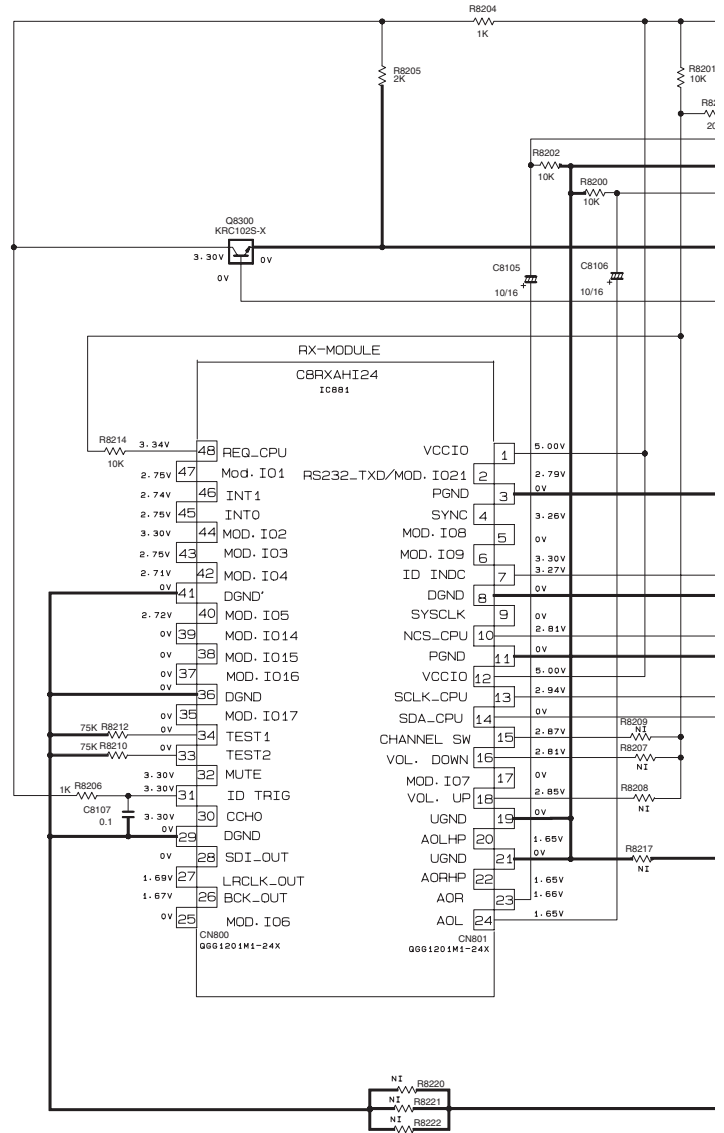 R8204
1K
R8205
2K
R8201
10K
R82
20
R8202
10K
R8200
10K
Q8300
KRC102S-X
3.30V
0V
0V
C8105
10/16
+
C8106
10/16
+
RX-MODULE
C8RXAHI24
IC881
R8214
10K
3.34V 48 REQ_CPU
2.75V 47 Mod.IO1
2.74V 46 INT1
2.75V 45 INT0
3.30V 44 MOD.IO2
2.75V 43 MOD.IO3
2.71V 42 MOD.IO4
0V 41 DGND'
2.72V 40 MOD.IO5
0V 39 MOD.IO14
0V 38 MOD.IO15
0V 37 MOD.IO16
0V 36 DGND
0V 35 MOD.IO17
75K R8212 0V 34 TEST1
75K R8210 0V 33 TEST2
3.30V 32 MUTE
1K R8206 3.30V 31 ID TRIG
C8107
0.1
3.30V 30 CCHO
0V 29 DGND
0V 28 SDI_OUT
1.69V 27 LRCLK_OUT
1.67V 26 BCK_OUT
0V 25 MOD.IO6
CN800
QGG1201M1-24X
VCCIO 1 5.00V
RS232_TXD/MOD.IO21 2 2.79V
PGND 3 0V
SYNC 4 3.26V
MOD.IO8 5 0V
MOD.IO9 6 3.30V
ID INDC 7 3.27V
DGND 8 0V
SYSCLK 9 0V
NCS_CPU 10 2.81V
PGND 11 0V
VCCIO 12 5.00V
SCLK_CPU 13 2.94V
SDA_CPU 14 0V
CHANNEL SW 15 2.87V
R8209
NI
VOL. DOWN 16 2.81V
R8207
NI
MOD.IO7 17 0V
VOL. UP 18 2.85V
R8208
NI
UGND 19 0V
AOLHP 20 1.65V
UGND 21 0V
R8217
NI
AORHP 22 1.65V
AOR 23 1.66V
AOL 24 1.65V
CN801
QGG1201M1-24X
NI R8220
NI R8221
NI R8222